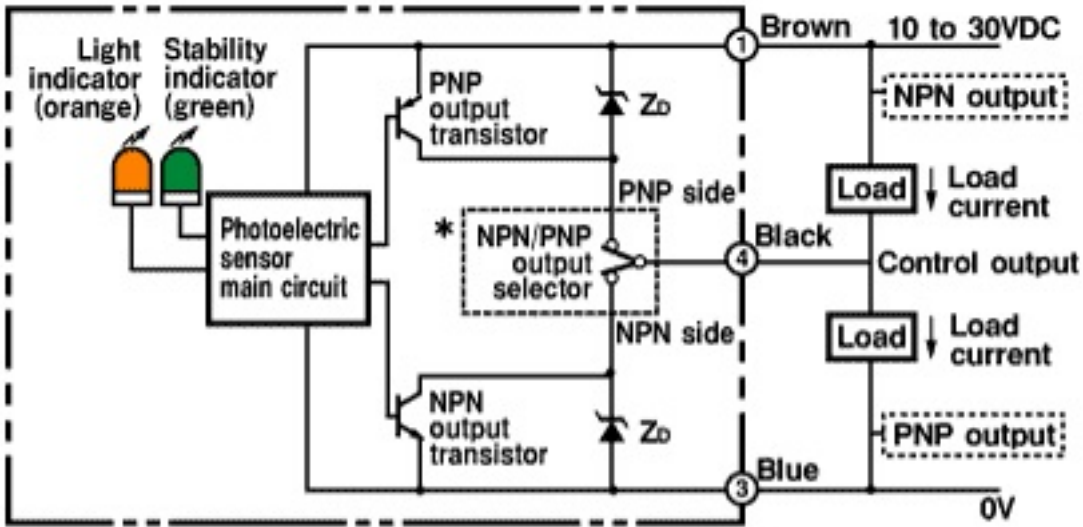 Light
indicator
(orange)
Stability
indicator
(green)
PNP
output
transistor
ZD
1
Brown
10 to 30VDC
NPN output
Load
Load
current
PNP side
*
NPN/PNP
output
selector
Photoelectric
sensor
main circuit
4
Black
Control output
NPN side
Load
Load
current
NPN
output
transistor
ZD
PNP output
3
Blue
0V